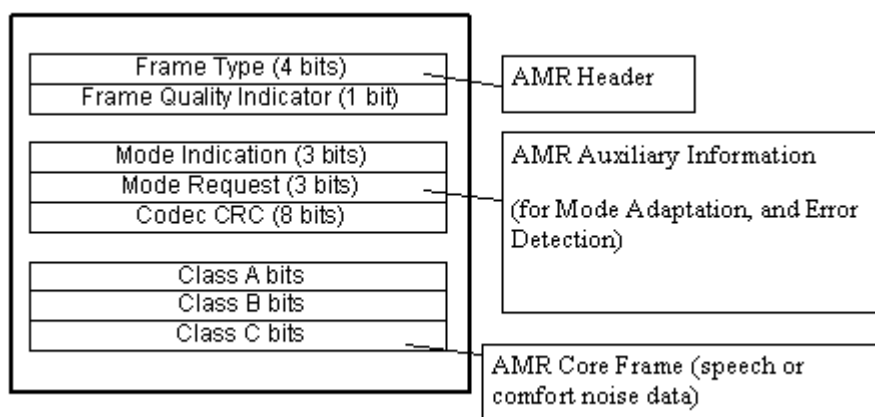 Frame Type (4 bits)
Frame Quality Indicator (1 bit)
AMR Header
Mode Indication (3 bits)
Mode Request (3 bits)
Codec CRC (8 bits)
AMR Auxiliary Information
(for Mode Adaptation, and Error
Detection)
Class A bits
Class B bits
Class C bits
AMR Core Frame (speech or
comfort noise data)